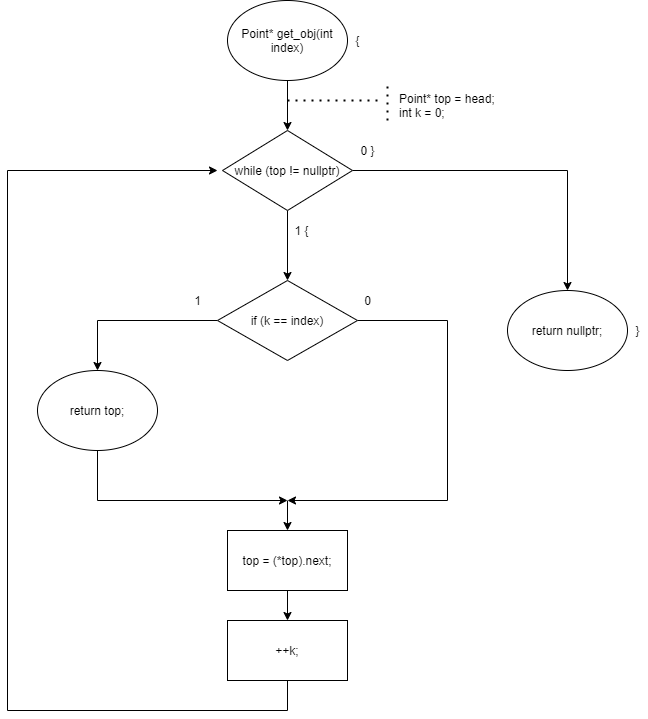 Point* get_obj(int
index)
{
Point* top = head;
int k = 0;
0 }
while (top != nullptr)
1 {
1
0
if (k == index)
return nullptr;
}
return top;
top = (*top).next;
++k;